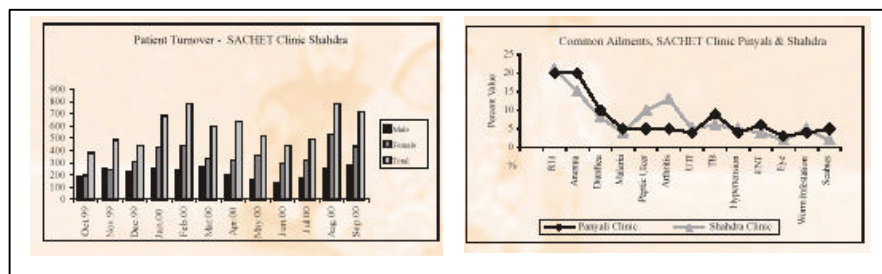 Patient Turnover - SACHET Clinic Shahdra
900
800
700
600
500
400
300
200
100
0
Oct.99
Nov.99
Dec.99
Jan.00
Feb.00
Mar.00
Apr.00
May.00
Jun.00
Jul.00
Aug.00
Sep.00
Male
Female
Total
Common Ailments, SACHET Clinic Pinyali & Shahdra
Percent Value
25
20
15
10
5
0
%
RTI
Anemia
Diarrhea
Malaria
Peptic Ulcer
Arthritis
UTI
TB
Hypertension
ENT
Eye
Worm Infestation
Scabies
Panyali Clinic
Shahdra Clinic